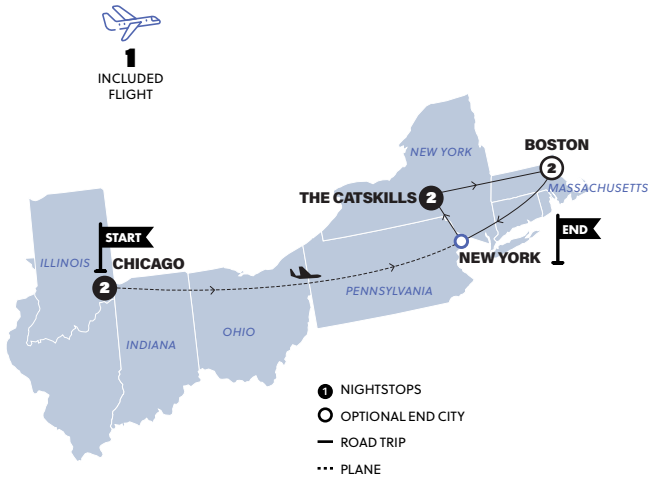 1
INCLUDED
FLIGHT
NEW YORK
BOSTON
2
MASSACHUSETTS
THE CATSKILLS 2
START
END
ILLINOIS
CHICAGO
2
NEW YORK
PENNSYLVANIA
OHIO
INDIANA
1 NIGHTSTOPS
OPTIONAL END CITY
ROAD TRIP
PLANE